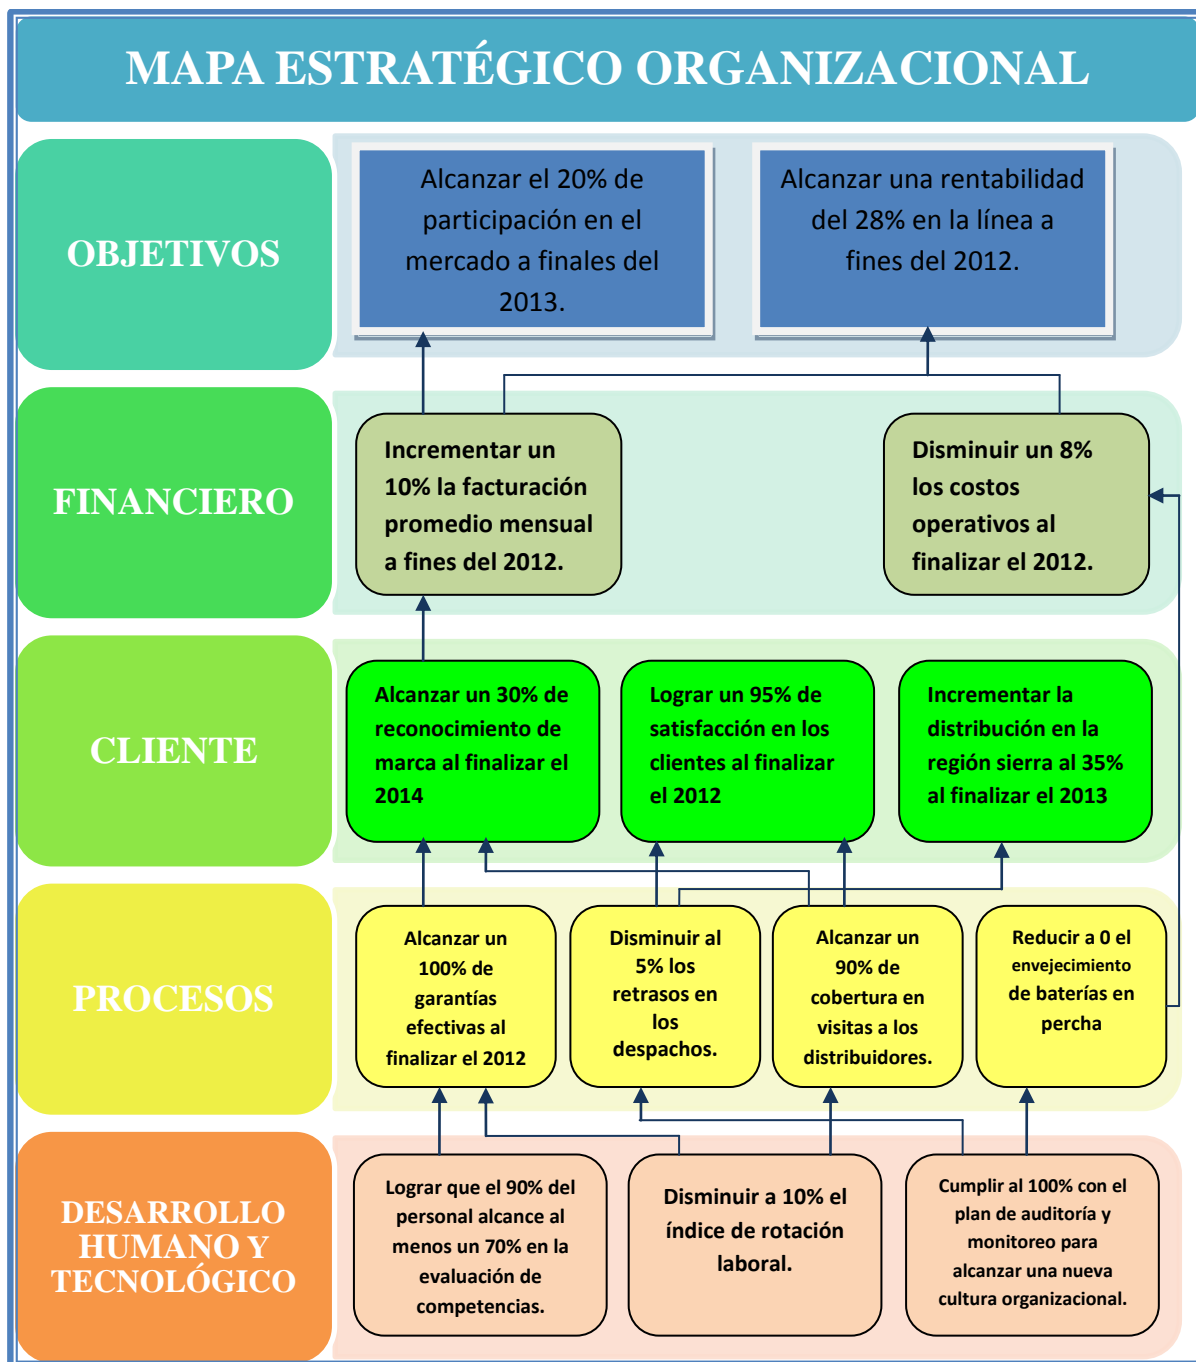 MAPA ESTRATÉGICO ORGANIZACIONAL
OBJETIVOS
Alcanzar el 20% de
participación en el
mercado a finales del
2013.
Alcanzar una rentabilidad
del 28% en la línea a
fines del 2012.
FINANCIERO
Incrementar un
10% la facturación
promedio mensual
a fines del 2012.
Disminuir un 8%
los costos
operativos al
finalizar el 2012.
CLIENTE
Alcanzar un 30% de
reconocimiento de
marca al finalizar el
2014
Lograr un 95% de
satisfacción en los
clientes al finalizar
el 2012
Incrementar la
distribución en la
región sierra al 35%
al finalizar el 2013
PROCESOS
Alcanzar un
100% de
garantías
efectivas al
finalizar el 2012
Disminuir al
5% los
retrasos en
los
despachos.
Alcanzar un
90% de
cobertura en
visitas a los
distribuidores.
Reducir a 0 el
envejecimiento
de baterías en
percha
DESARROLLO
HUMANO Y
TECNOLÓGICO
Lograr que el 90% del
personal alcance al
menos un 70% en la
evaluación de
competencias.
Disminuir a 10% el
índice de rotación
laboral.
Cumplir al 100% con el
plan de auditoría y
monitoreo para
alcanzar una nueva
cultura organizacional.